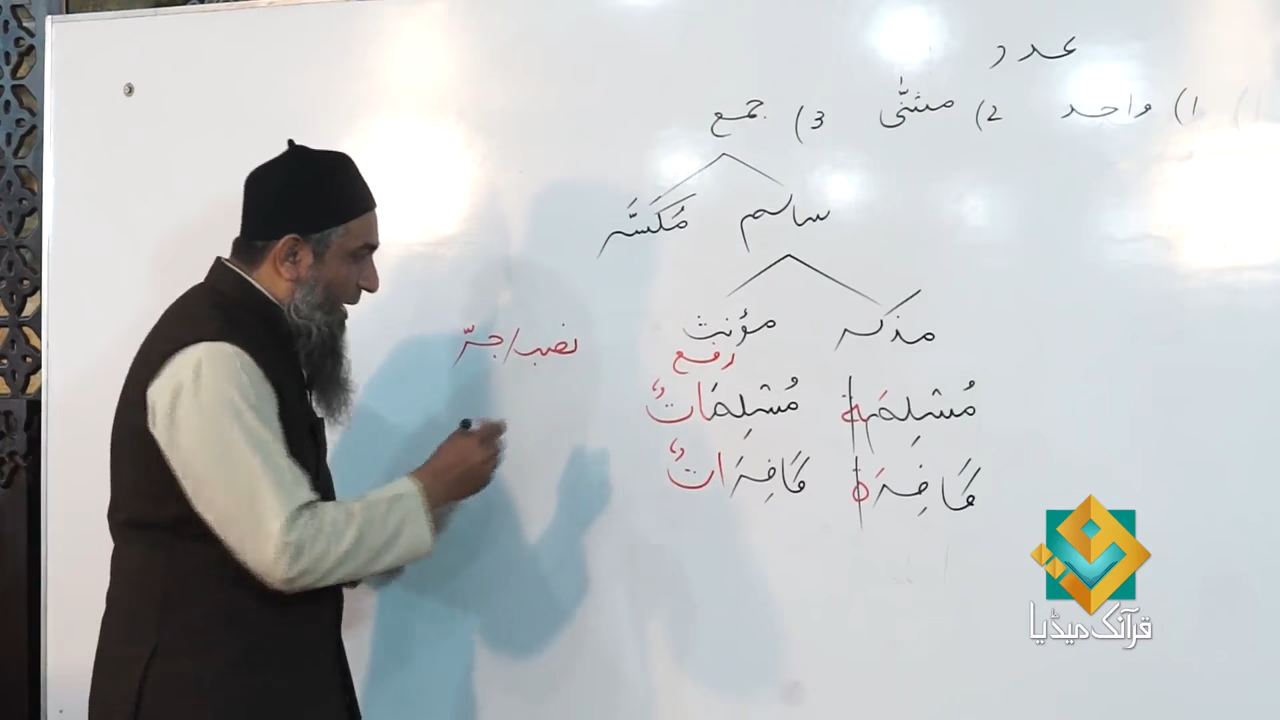 عدد
1) واحد 2) مثنّٰی 3) جمع
سالم مُکَسَّر
مذکر مؤنث
رفع نصب/جرّ
مُسْلِمَة مُسْلِمَاتٌ
کَافِرَة کَافِرَاتٌ
قرآنک میڈیا